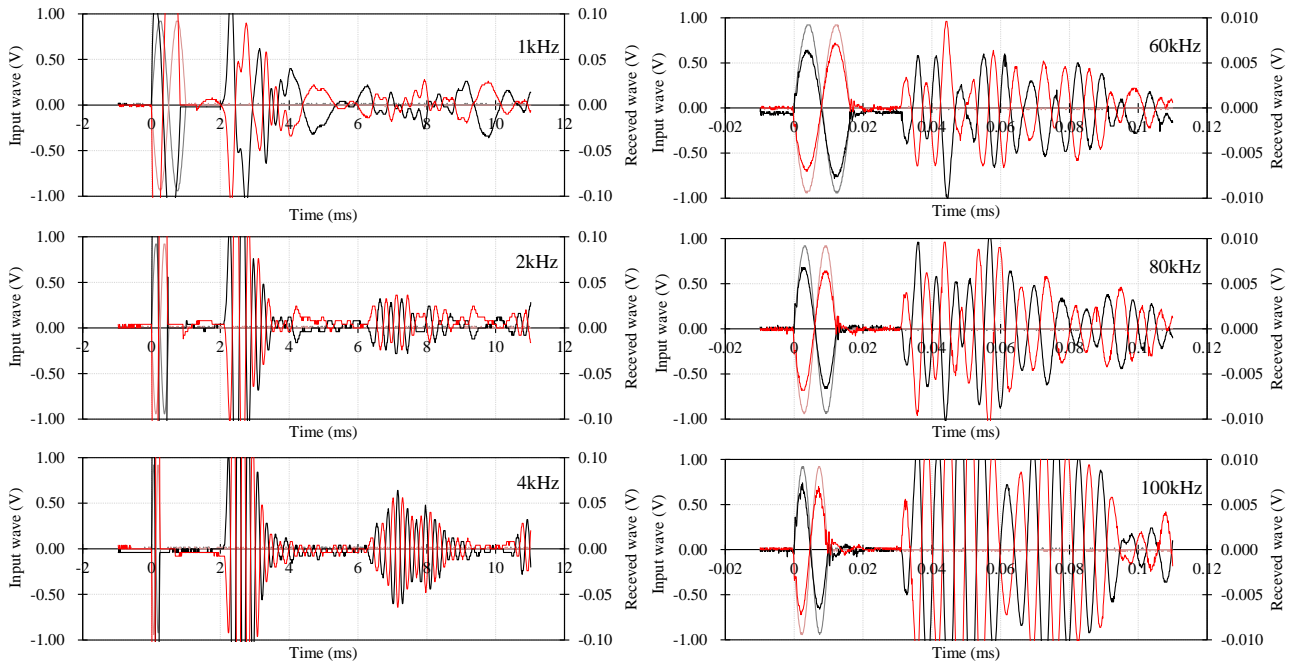 1.00 0.10 1.00 0.010
1kHz 60kHz
0.50 0.05 0.50 0.005
Input wave (V) Receved wave (V) Input wave (V) Receved wave (V)
0.00 0.00 0.00 0.000
-2 0 2 4 6 8 10 12 -0.02 0 0.02 0.04 0.06 0.08 0.1 0.12
-0.50 -0.05 -0.50 -0.005
-1.00 -0.10 -1.00 -0.010
Time (ms) Time (ms)
1.00 0.10 1.00 0.010
2kHz 80kHz
0.50 0.05 0.50 0.005
Input wave (V) Receved wave (V) Input wave (V) Receved wave (V)
0.00 0.00 0.00 0.000
-2 0 2 4 6 8 10 12 -0.02 0 0.02 0.04 0.06 0.08 0.1 0.12
-0.50 -0.05 -0.50 -0.005
-1.00 -0.10 -1.00 -0.010
Time (ms) Time (ms)
1.00 0.10 1.00 0.010
4kHz 100kHz
0.50 0.05 0.50 0.005
Input wave (V) Receved wave (V) Input wave (V) Receved wave (V)
0.00 0.00 0.00 0.000
-2 0 2 4 6 8 10 12 -0.02 0 0.02 0.04 0.06 0.08 0.1 0.12
-0.50 -0.05 -0.50 -0.005
-1.00 -0.10 -1.00 -0.010
Time (ms) Time (ms)